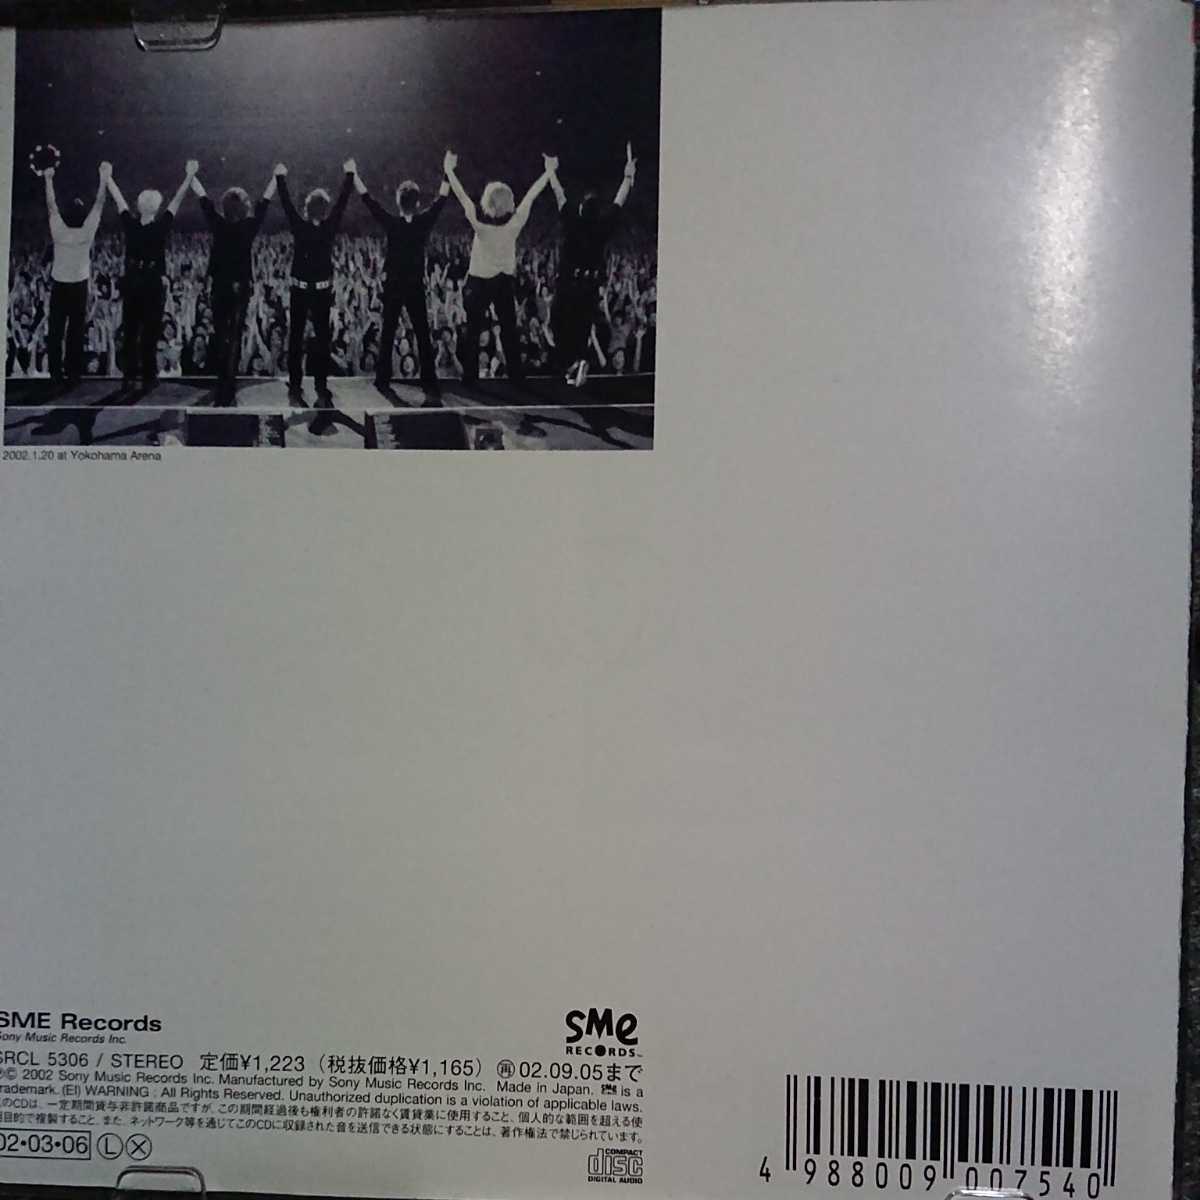 2002.1.20 at Yokohama Arena
SME Records
Sony Music Records Inc.
SME
RECORDS
SRCL 5306 / STEREO 定価¥1,223（税抜価格¥1,165）再02.09.05まで
℗© 2002 Sony Music Records Inc. Manufactured by Sony Music Records Inc. Made in Japan. SME is a
trademark. (EI) WARNING : All Rights Reserved. Unauthorized duplication is a violation of applicable laws.
このCDは、一定期間貸与非許諾商品ですが、この期間経過後も権利者の許諾なく賃貸業に使用すること、個人的な範囲を超える使
用目的で複製すること、また、ネットワーク等を通じてこのCDに収録された音を送信できる状態にすることは、著作権法で禁じられています。
02・03・06 L X
COMPACT
disc
DIGITAL AUDIO
4 988009 007540